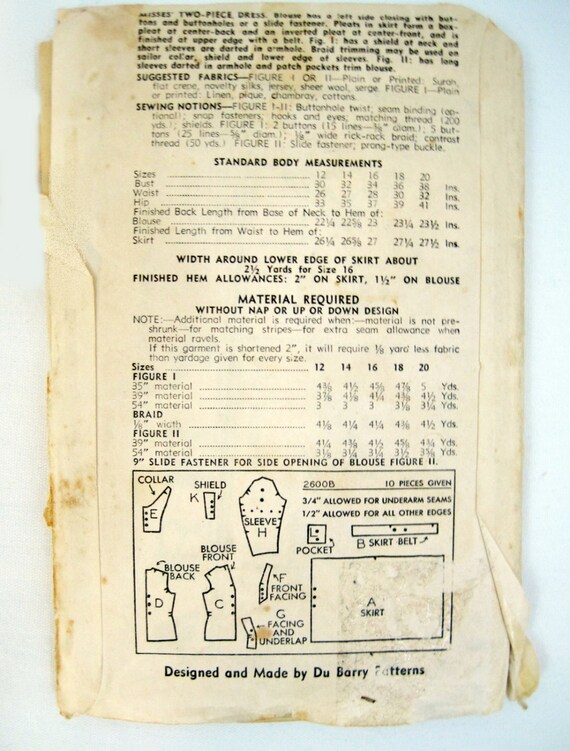 MISSES' TWO-PIECE DRESS. Blouse has a left side closing with but-
tons and buttonholes or a slide fastener. Pleats in skirt form a box-
pleat at center-back and an inverted pleat at center-front, and is
finished at upper edge with a belt. Fig. 1: has a shield at neck and
short sleeves are darted in armhole. Braid trimming may be used on
sailor collar, shield and lower edge of sleeves. Fig. II: has long
sleeves darted in armhole and patch pockets trim blouse.
SUGGESTED FABRICS—FIGURE I OR II—Plain or Printed: Surah,
flat crepe, novelty silks, jersey, sheer wool, serge. FIGURE I—Plain
or printed: Linen, pique, chambray, cottons.
SEWING NOTIONS—FIGURE I-II: Buttonhole twist; seam binding (op-
tional); snap fasteners; hooks and eyes; matching thread (200
yds.); shields. FIGURE I: 2 buttons (15 lines—⅜" diam.); 5 but-
tons (25 lines—⅝" diam.); ⅛" wide rick-rack braid; contrast
thread (50 yds.) FIGURE II: Slide fastener; prong-type buckle.
STANDARD BODY MEASUREMENTS
Sizes 12 14 16 18 20
Bust 30 32 34 36 38 Ins.
Waist 26 27 28 30 32 Ins.
Hip 33 35 37 39 41 Ins.
Finished Back Length from Base of Neck to Hem of:
Blouse 22¼ 22⅝ 23 23¼ 23½ Ins.
Finished Length from Waist to Hem of:
Skirt 26¼ 26⅝ 27 27¼ 27½ Ins.
WIDTH AROUND LOWER EDGE OF SKIRT ABOUT
2½ Yards for Size 16
FINISHED HEM ALLOWANCES: 2" ON SKIRT, 1½" ON BLOUSE
MATERIAL REQUIRED
WITHOUT NAP OR UP OR DOWN DESIGN
NOTE:—Additional material is required when:—material is not pre-
shrunk—for matching stripes—for extra seam allowance when
material ravels.
If this garment is shortened 2", it will require ⅛ yard less fabric
than yardage given for every size.
Sizes 12 14 16 18 20
FIGURE I
35" material 4⅜ 4½ 4⅝ 4⅞ 5 Yds.
39" material 3⅞ 4⅛ 4¼ 4⅜ 4½ Yds.
54" material 3 3 3 3⅛ 3¼ Yds.
BRAID
⅛" width 4⅛ 4¼ 4¼ 4⅜ 4½ Yds.
FIGURE II
39" material 4¼ 4⅜ 4½ 4⅝ 4¾ Yds.
54" material 3⅛ 3¼ 3¼ 3½ 3⅝ Yds.
9" SLIDE FASTENER FOR SIDE OPENING OF BLOUSE FIGURE II.
2600B 10 PIECES GIVEN
3/4" ALLOWED FOR UNDERARM SEAMS
1/2" ALLOWED FOR ALL OTHER EDGES
COLLAR
E
SHIELD
K
SLEEVE
H
L
POCKET
B SKIRT BELT
BLOUSE
BACK
D
BLOUSE
FRONT
C
F
FRONT
FACING
G
FACING
AND
UNDERLAP
A
SKIRT
Designed and Made by Du Barry Patterns